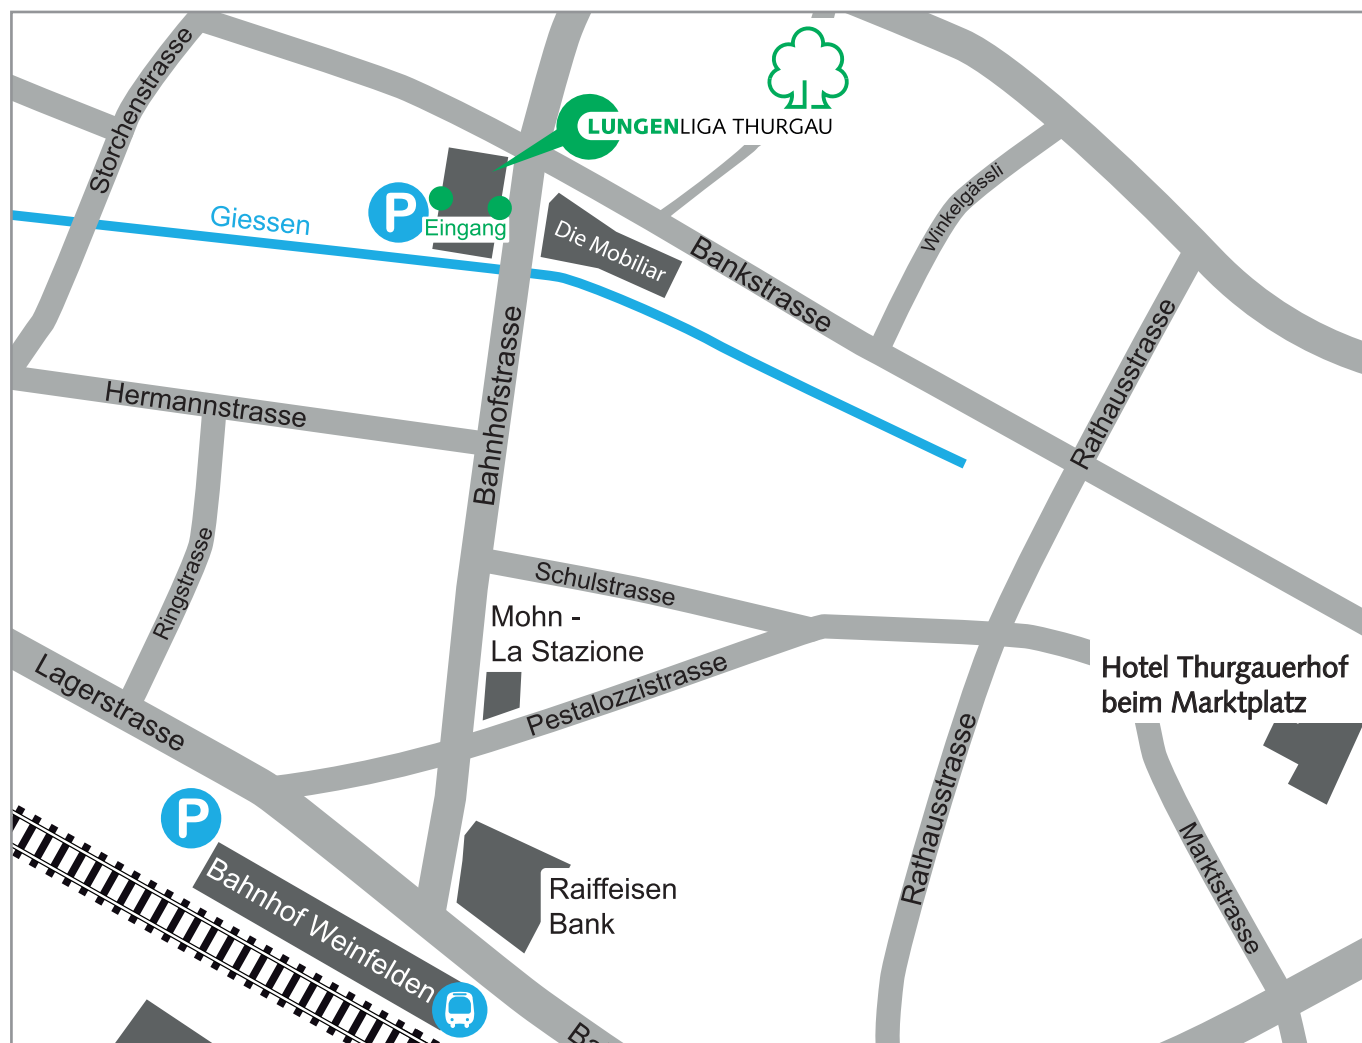 Storchenstrasse
LUNGENLIGA THURGAU
P
Eingang
Giessen
Die Mobiliar
Bankstrasse
Winkelgässli
Rathausstrasse
Hermannstrasse
Bahnhofstrasse
Ringstrasse
Schulstrasse
Mohn -
La Stazione
Pestalozzistrasse
Hotel Thurgauerhof
beim Marktplatz
Lagerstrasse
Rathausstrasse
Marktstrasse
P
Bahnhof Weinfelden
Raiffeisen
Bank
Ba